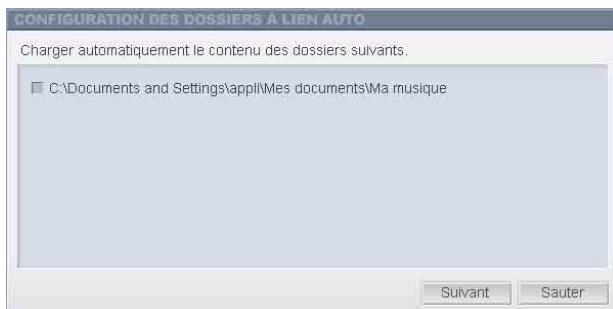 CONFIGURATION DES DOSSIERS À LIEN AUTO
Charger automatiquement le contenu des dossiers suivants.
C:\Documents and Settings\appli\Mes documents\Ma musique
Suivant Sauter